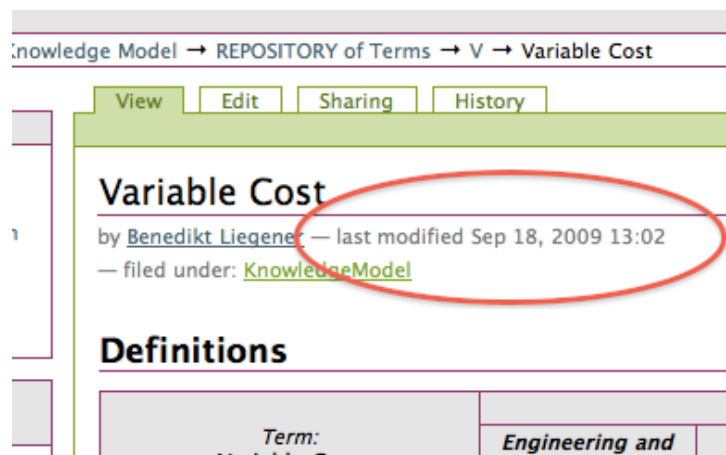 Knowledge Model → REPOSITORY of Terms → V → Variable Cost
View Edit Sharing History
Variable Cost
by Benedikt Liegener — last modified Sep 18, 2009 13:02
— filed under: KnowledgeModel
Definitions
Term:
Engineering and